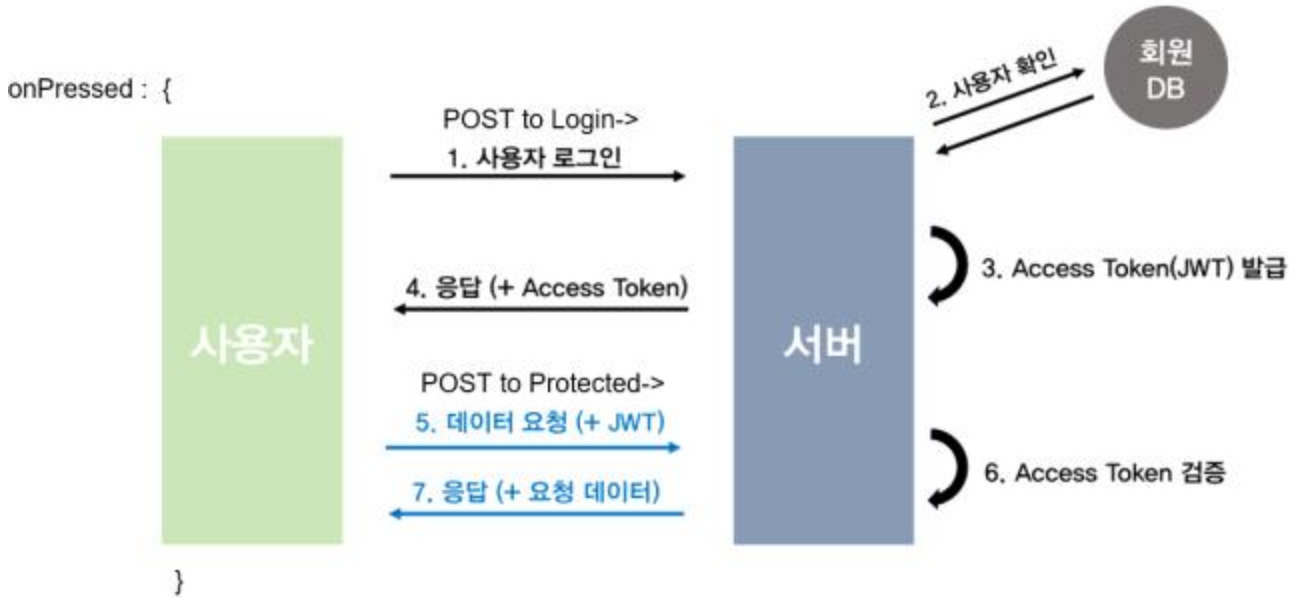 onPressed : {
회원
DB
2. 사용자 확인
POST to Login->
1. 사용자 로그인
3. Access Token(JWT) 발급
4. 응답 (+ Access Token)
사용자
서버
POST to Protected->
5. 데이터 요청 (+ JWT)
6. Access Token 검증
7. 응답 (+ 요청 데이터)
}